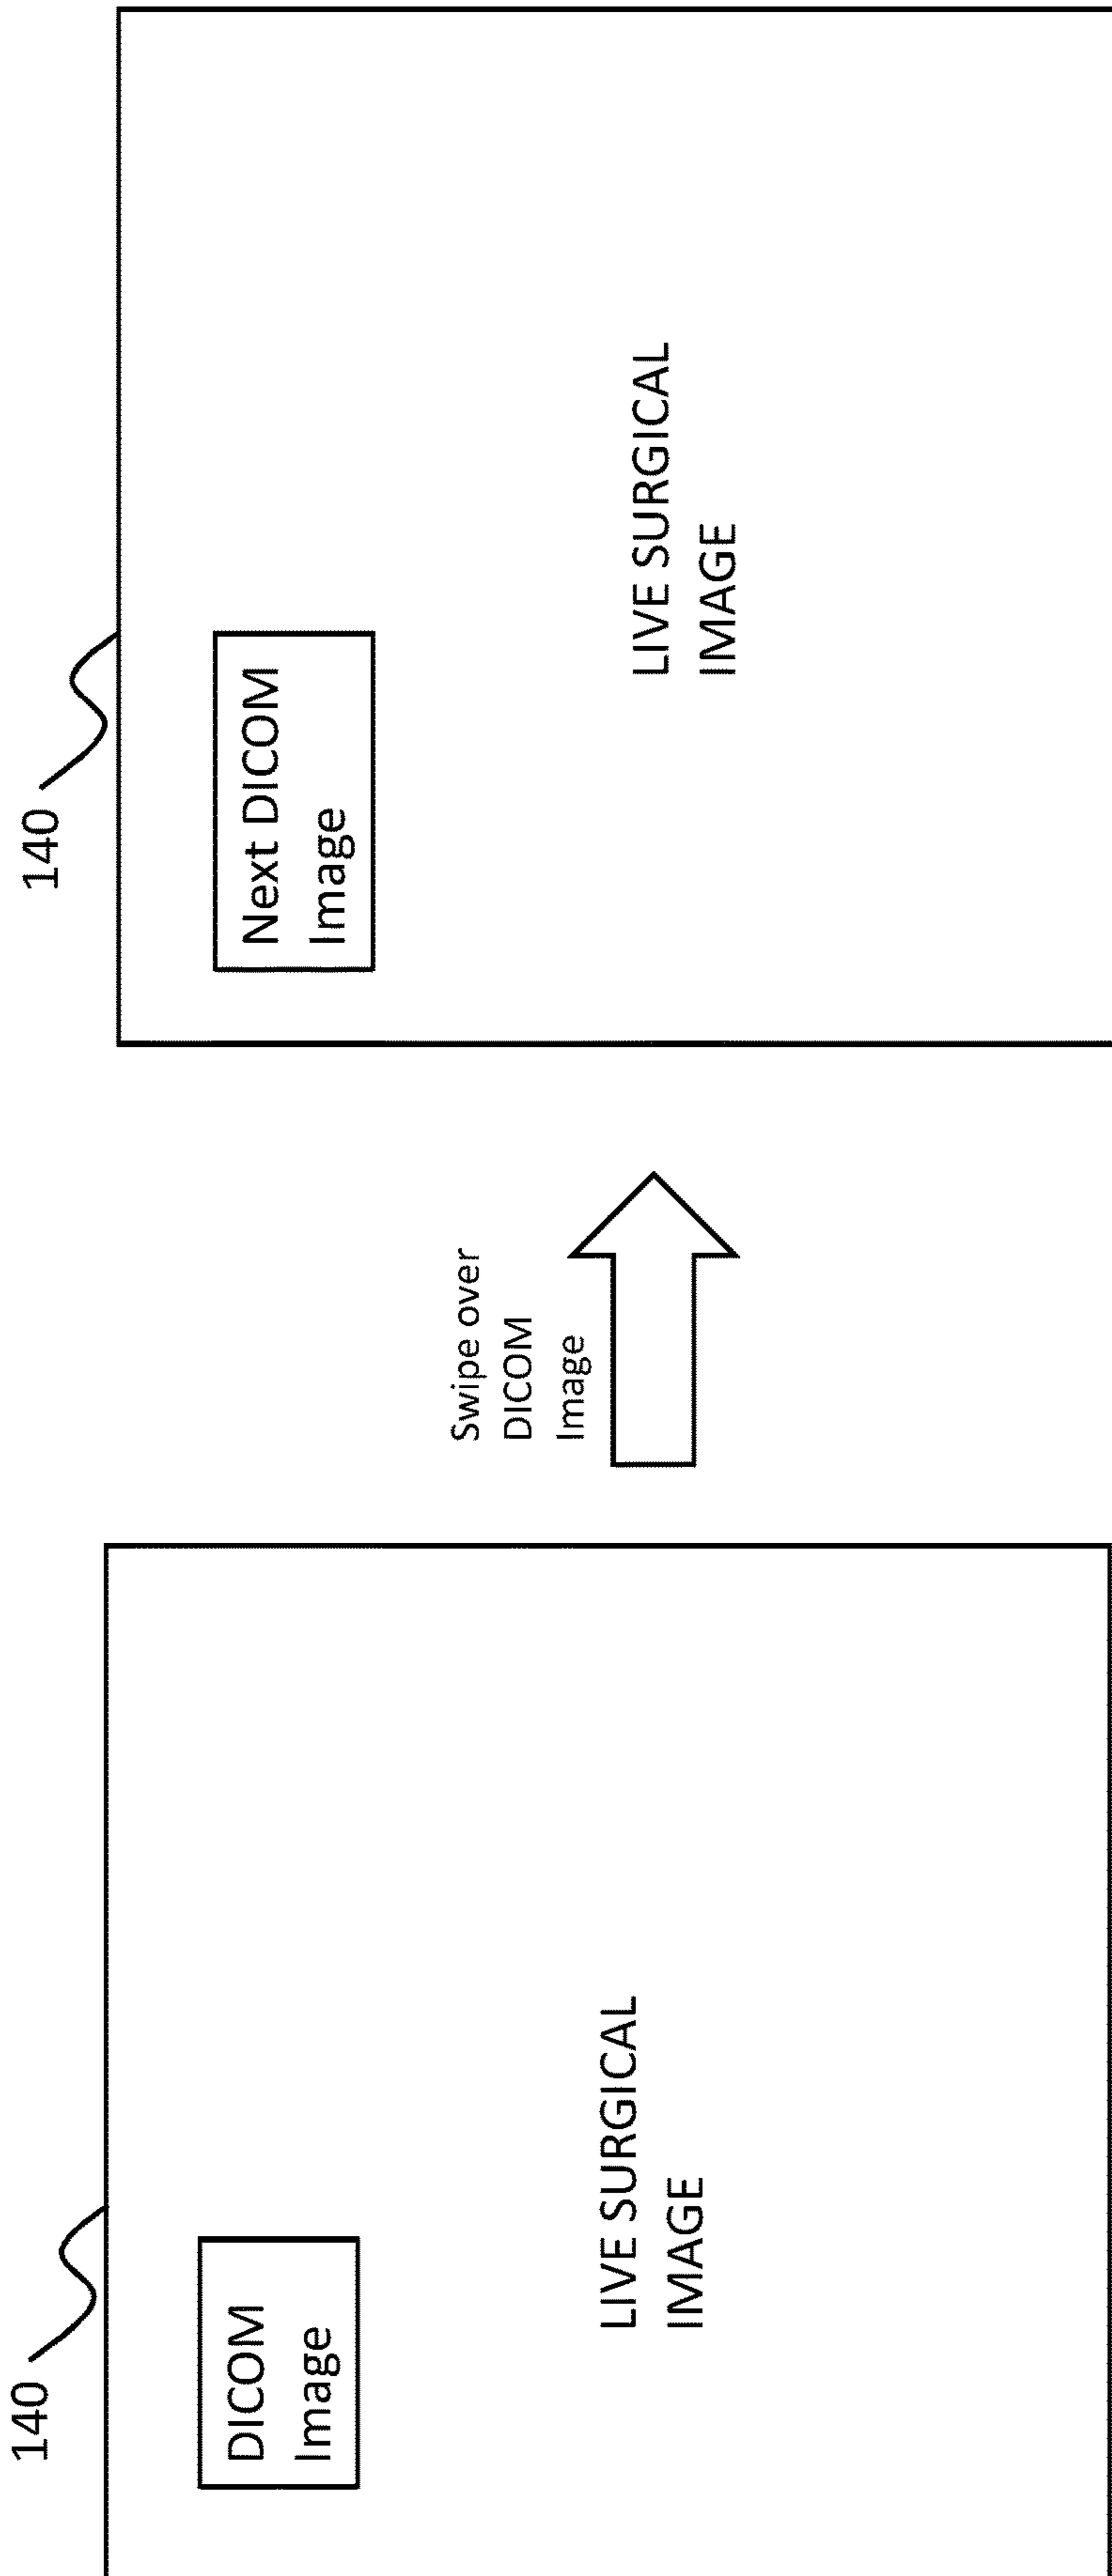 140
DICOM
Image
LIVE SURGICAL
IMAGE
Swipe over
DICOM
Image
140
Next DICOM
Image
LIVE SURGICAL
IMAGE